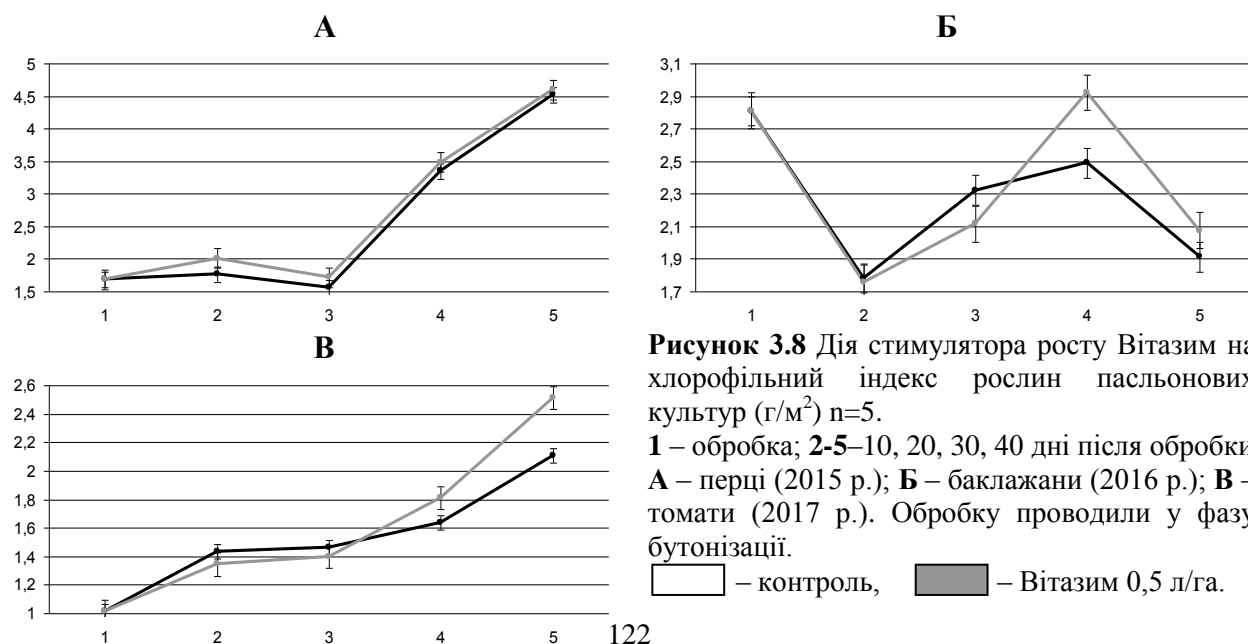 А
5
4,5
4
3,5
3
2,5
2
1,5
1 2 3 4 5
Б
3,1
2,9
2,7
2,5
2,3
2,1
1,9
1,7
1 2 3 4 5
В
2,6
2,4
2,2
2
1,8
1,6
1,4
1,2
1
1 2 3 4 5
Рисунок 3.8 Дія стимулятора росту Вітазим на
хлорофільний індекс рослин пасльонових
культур (г/м²) n=5.
1 – обробка; 2-5–10, 20, 30, 40 дні після обробки
А – перці (2015 р.); Б – баклажани (2016 р.); В –
томати (2017 р.). Обробку проводили у фазу
бутонізації.
– контроль, – Вітазим 0,5 л/га.
122